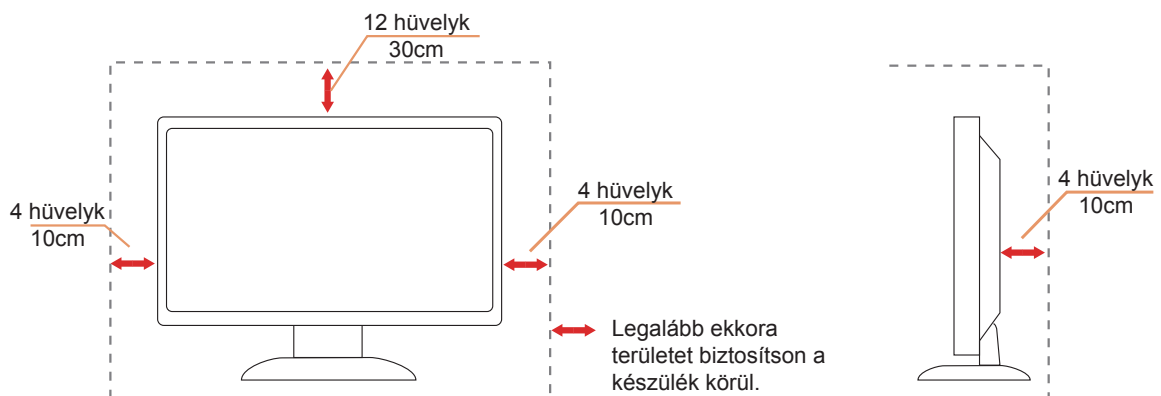 12 hüvelyk
30cm
4 hüvelyk
10cm
4 hüvelyk
10cm
4 hüvelyk
10cm
Legalább ekkora
területet biztosítson a
készülék körül.